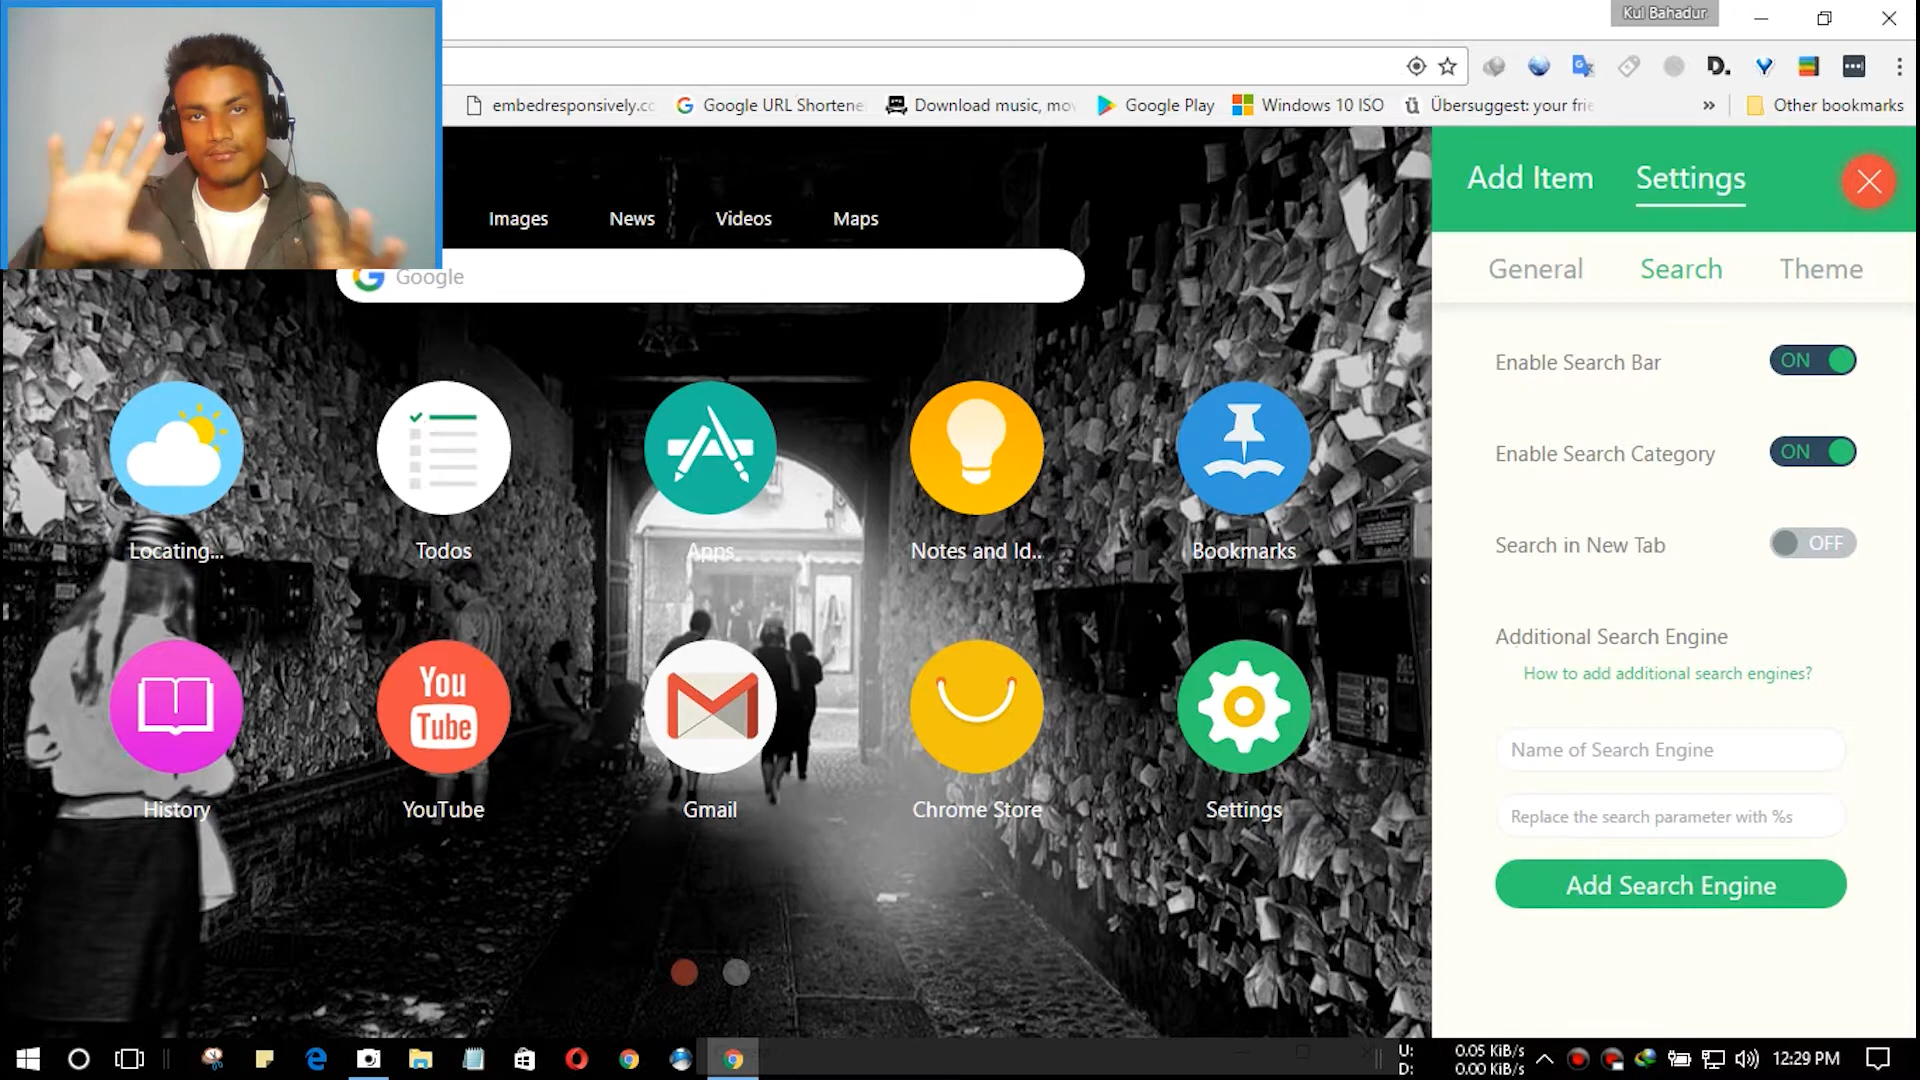 Kul Bahadur
D.
embedresponsively.c
Google URL Shortene
Download music, mov
Google Play
Windows 10 ISO
Übersuggest: your frie
»
Other bookmarks
Images
News
Videos
Maps
Google
Locating...
Todos
Apps
Notes and Id..
Bookmarks
You
Tube
History
YouTube
Gmail
Chrome Store
Settings
Add Item
Settings
General
Search
Theme
Enable Search Bar
ON
Enable Search Category
ON
Search in New Tab
OFF
Additional Search Engine
How to add additional search engines?
Name of Search Engine
Replace the search parameter with %s
Add Search Engine
U: 0.05 KiB/s
D: 0.00 KiB/s
12:29 PM